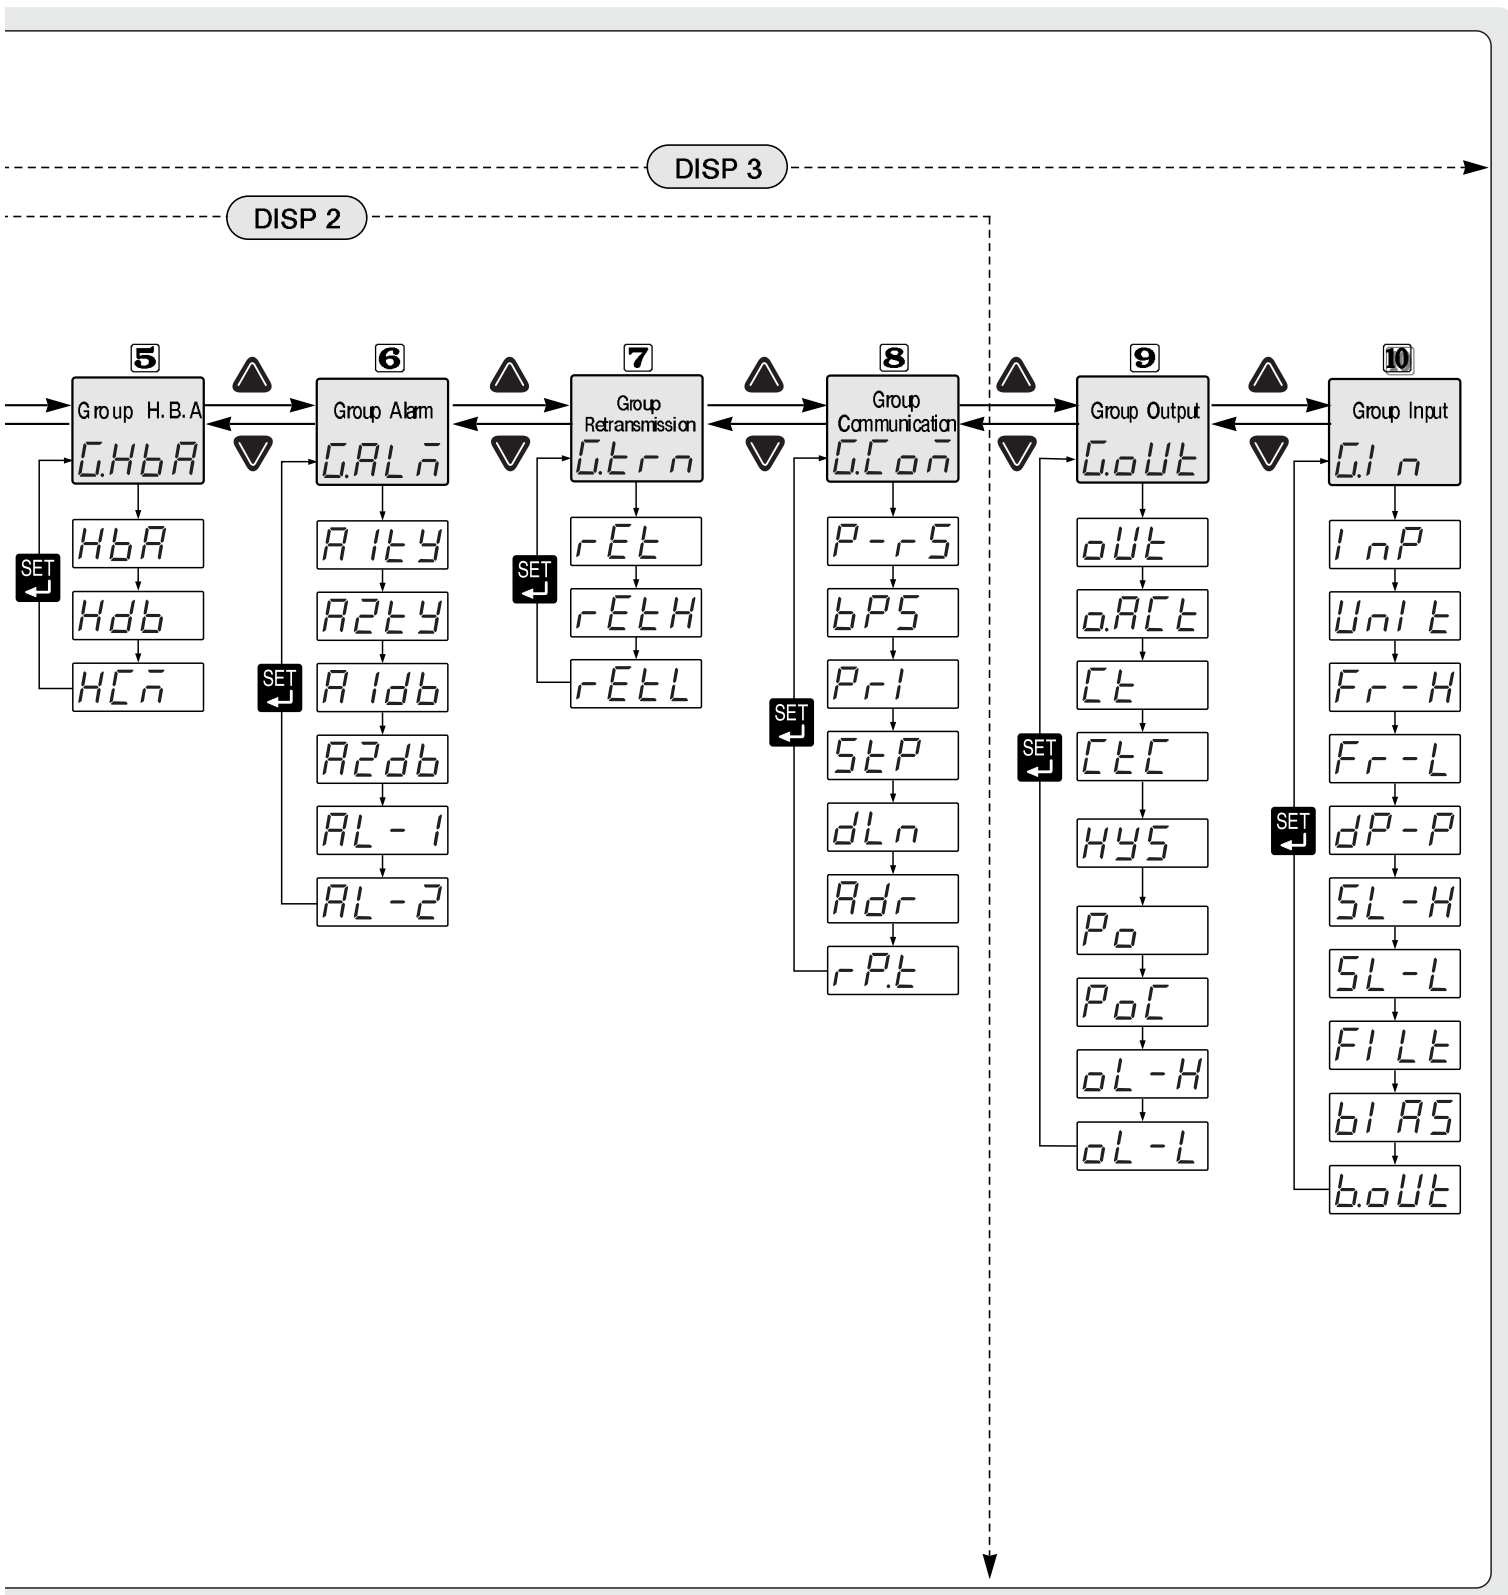 DISP 3
DISP 2
5
Group H.B.A
G.HbA
SET
HbA
Hdb
HCm̄
6
Group Alarm
G.ALm̄
SET
A1tY
A2tY
A1db
A2db
AL-1
AL-2
7
Group
Retransmission
G.trn
SET
rEt
rEtH
rEtL
8
Group
Communication
G.Com̄
SET
P-rS
bPS
PrI
StP
dLn
Adr
rP.t
9
Group Output
G.oUt
SET
oUt
o.ACt
Ct
CtC
HYS
Po
PoC
oL-H
oL-L
10
Group Input
G.In
SET
InP
UnIt
Fr-H
Fr-L
dP-P
SL-H
SL-L
FILt
bIAS
b.oUt